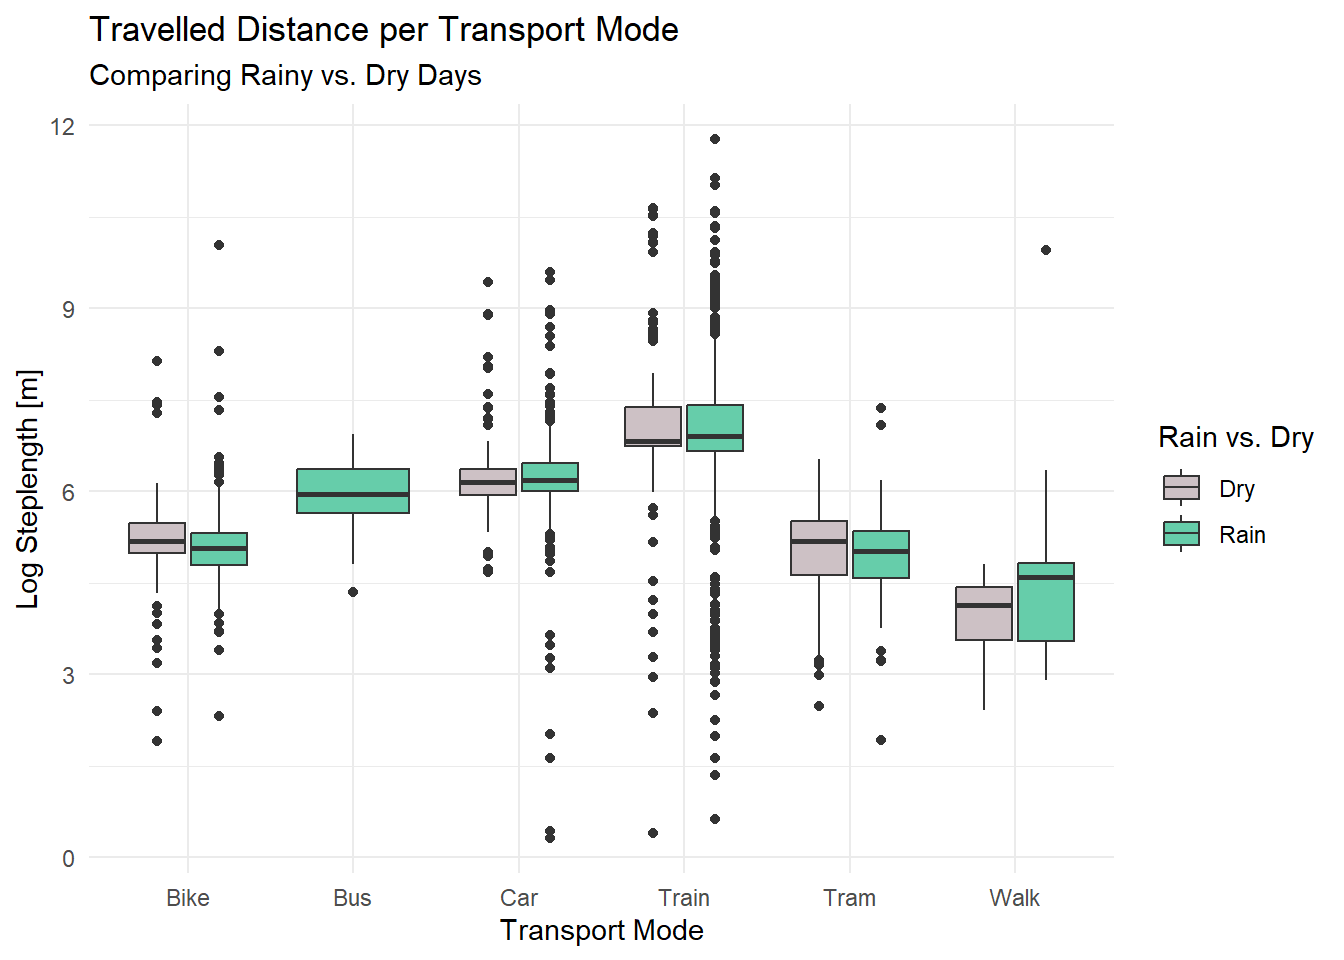 Travelled Distance per Transport Mode
Comparing Rainy vs. Dry Days
12
9
6
3
0
Log Steplength [m]
Bike Bus Car Train Tram Walk
Transport Mode
Rain vs. Dry
Dry
Rain